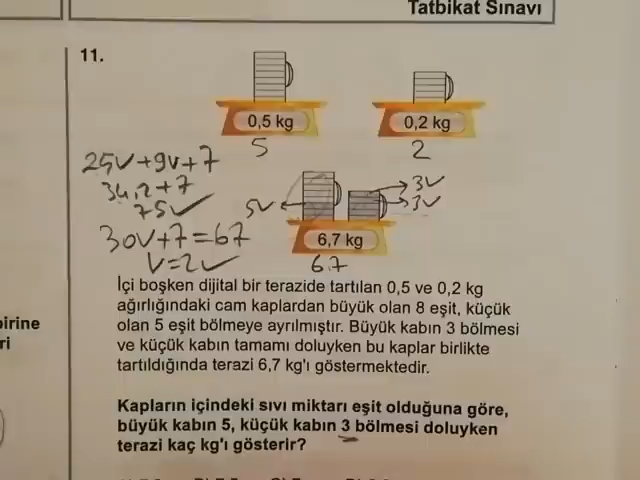 Tatbikat Sınavı
11.
0,5 kg
0,2 kg
5
2
25V+9V+7
34.2+7
75✓
30V+7=67
V=2✓
5V
3V
3V
6,7 kg
67
İçi boşken dijital bir terazide tartılan 0,5 ve 0,2 kg
ağırlığındaki cam kaplardan büyük olan 8 eşit, küçük
olan 5 eşit bölmeye ayrılmıştır. Büyük kabın 3 bölmesi
ve küçük kabın tamamı doluyken bu kaplar birlikte
tartıldığında terazi 6,7 kg'ı göstermektedir.
Kapların içindeki sıvı miktarı eşit olduğuna göre,
büyük kabın 5, küçük kabın 3 bölmesi doluyken
terazi kaç kg'ı gösterir?
birine
ri